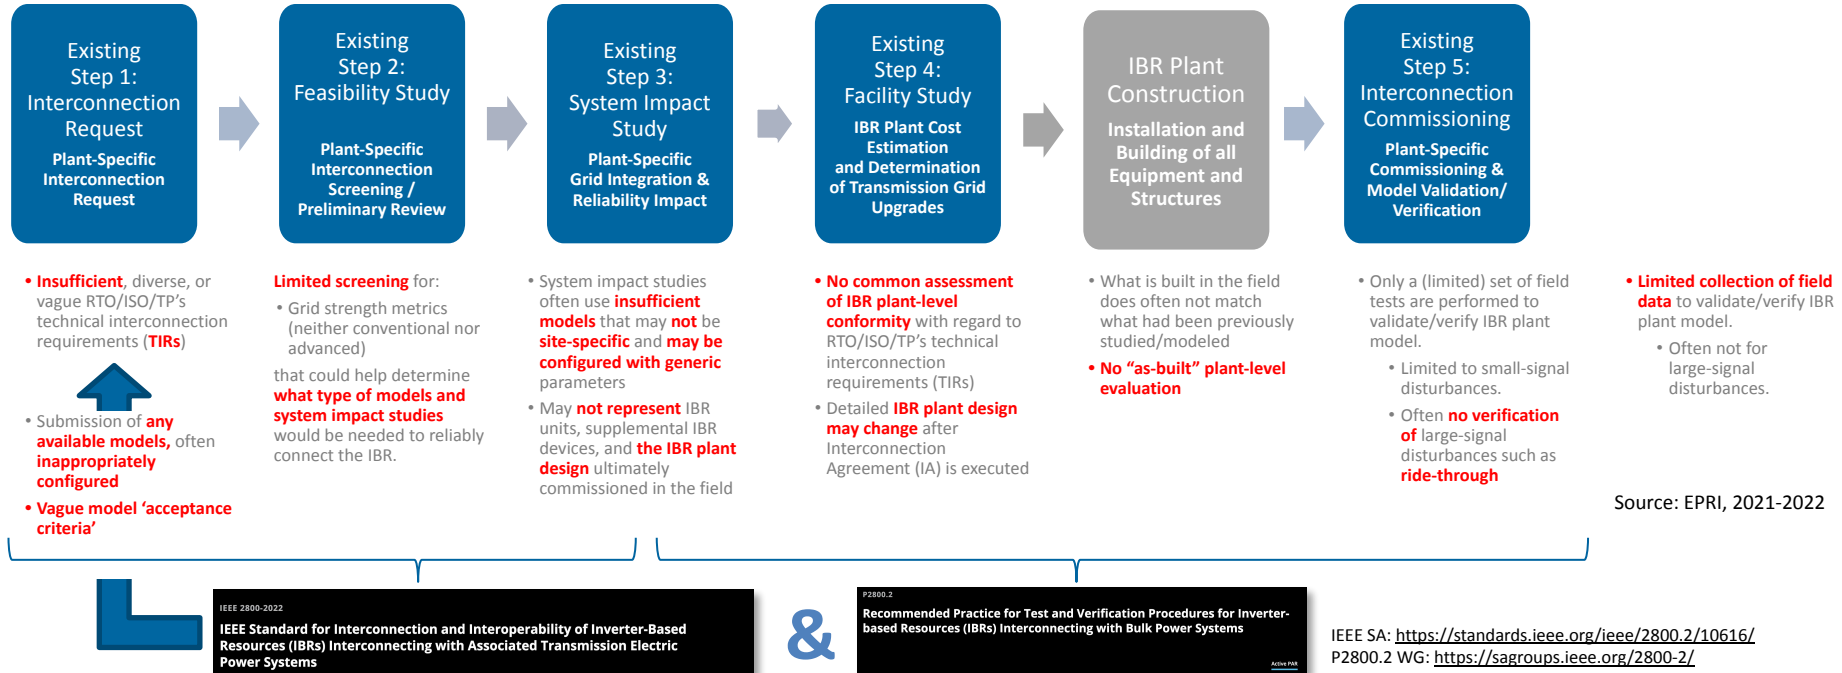 Existing
Step 1:
Interconnection
Request
Plant-Specific
Interconnection
Request
Existing
Step 2:
Feasibility Study
Plant-Specific
Interconnection
Screening /
Preliminary Review
Existing
Step 3:
System Impact
Study
Plant-Specific
Grid Integration &
Reliability Impact
Existing
Step 4:
Facility Study
IBR Plant Cost
Estimation
and Determination
of Transmission Grid
Upgrades
IBR Plant
Construction
Installation and
Building of all
Equipment and
Structures
Existing
Step 5:
Interconnection
Commissioning
Plant-Specific
Commissioning &
Model Validation/
Verification
• Insufficient, diverse, or
vague RTO/ISO/TP's
technical interconnection
requirements (TIRs)
• Submission of any
available models, often
inappropriately
configured
• Vague model 'acceptance
criteria'
Limited screening for:
• Grid strength metrics
(neither conventional nor
advanced)
that could help determine
what type of models and
system impact studies
would be needed to reliably
connect the IBR.
• System impact studies
often use insufficient
models that may not be
site-specific and may be
configured with generic
parameters
• May not represent IBR
units, supplemental IBR
devices, and the IBR plant
design ultimately
commissioned in the field
• No common assessment
of IBR plant-level
conformity with regard to
RTO/ISO/TP's technical
interconnection
requirements (TIRs)
• Detailed IBR plant design
may change after
Interconnection
Agreement (IA) is executed
• What is built in the field
does often not match
what had been previously
studied/modeled
• No "as-built" plant-level
evaluation
• Only a (limited) set of field
tests are performed to
validate/verify IBR plant
model.
• Limited to small-signal
disturbances.
• Often no verification
of large-signal
disturbances such as
ride-through
• Limited collection of field
data to validate/verify IBR
plant model.
• Often not for
large-signal
disturbances.
Source: EPRI, 2021-2022
IEEE 2800-2022
IEEE Standard for Interconnection and Interoperability of Inverter-Based
Resources (IBRs) Interconnecting with Associated Transmission Electric
Power Systems
&
P2800.2
Recommended Practice for Test and Verification Procedures for Inverter-
based Resources (IBRs) Interconnecting with Bulk Power Systems
Active PAR
IEEE SA: https://standards.ieee.org/ieee/2800.2/10616/
P2800.2 WG: https://sagroups.ieee.org/2800-2/